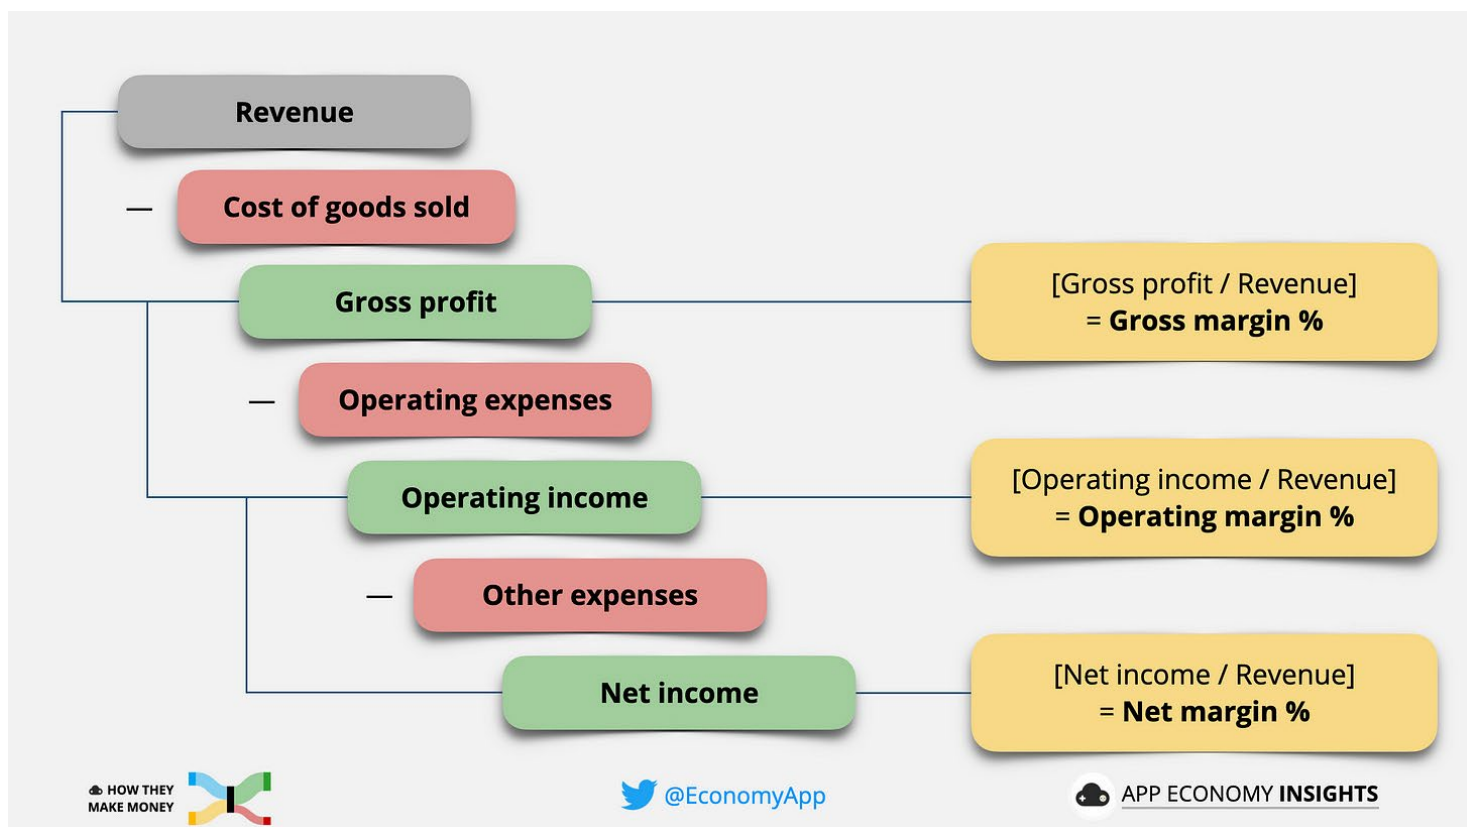 Revenue
— Cost of goods sold
Gross profit
[Gross profit / Revenue]
= Gross margin %
— Operating expenses
Operating income
[Operating income / Revenue]
= Operating margin %
— Other expenses
Net income
[Net income / Revenue]
= Net margin %
HOW THEY
MAKE MONEY
@EconomyApp
APP ECONOMY INSIGHTS